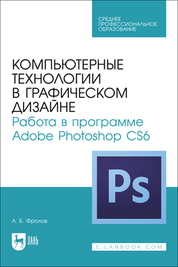 СРЕДНЕЕ
ПРОФЕССИОНАЛЬНОЕ
ОБРАЗОВАНИЕ
КОМПЬЮТЕРНЫЕ
ТЕХНОЛОГИИ
В ГРАФИЧЕСКОМ
ДИЗАЙНЕ
Работа в программе
Adobe Photoshop CS6
Ps
А. Б. Фролов
ЛАНЬ
E.LANBOOK.COM